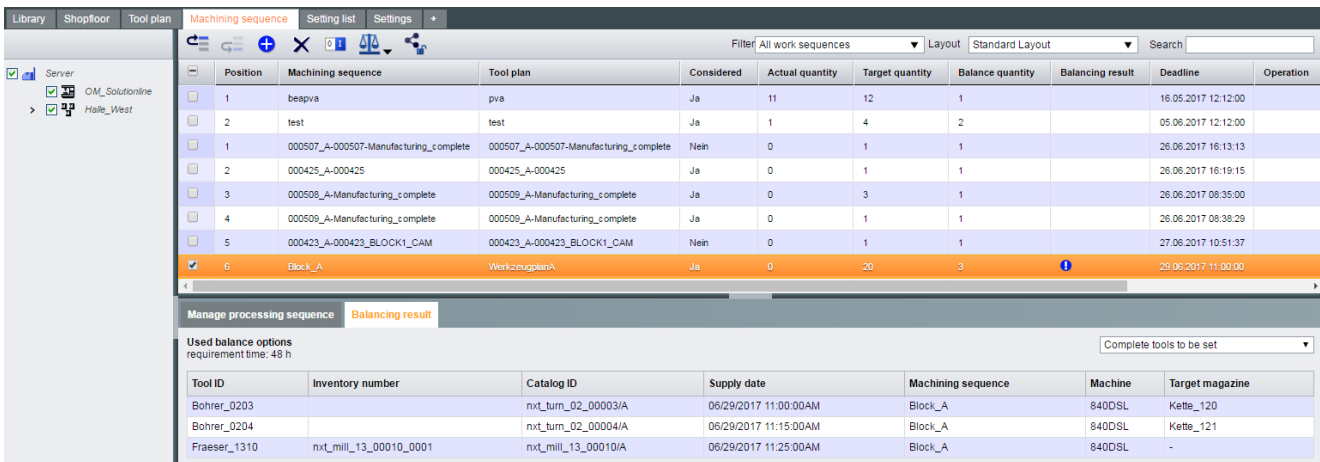 Library Shopfloor Tool plan Machining sequence Setting list Settings +
Filter All work sequences Layout Standard Layout Search
Server
OM_Solutionline
Halle_West
Position Machining sequence Tool plan Considered Actual quantity Target quantity Balance quantity Balancing result Deadline Operation
1 beapva pva Ja 11 12 1 16.05.2017 12:12:00
2 test test Ja 1 4 2 05.06.2017 12:12:00
1 000507_A-000507-Manufacturing_complete 000507_A-000507-Manufacturing_complete Nein 0 1 1 26.06.2017 16:13:13
2 000425_A-000425 000425_A-000425 Ja 0 1 1 26.06.2017 16:19:15
3 000508_A-Manufacturing_complete 000509_A-Manufacturing_complete Ja 0 3 1 26.06.2017 08:35:00
4 000509_A-Manufacturing_complete 000509_A-Manufacturing_complete Ja 0 1 1 26.06.2017 08:38:29
5 000423_A-000423_BLOCK1_CAM 000423_A-000423_BLOCK1_CAM Nein 0 1 1 27.06.2017 10:51:37
6 Block_A WerkzeugplanA Ja 0 20 3 29.06.2017 11:00:00
Manage processing sequence Balancing result
Used balance options
requirement time: 48 h
Complete tools to be set
Tool ID Inventory number Catalog ID Supply date Machining sequence Machine Target magazine
Bohrer_0203 nxt_turn_02_00003/A 06/29/2017 11:00:00AM Block_A 840DSL Kette_120
Bohrer_0204 nxt_turn_02_00004/A 06/29/2017 11:15:00AM Block_A 840DSL Kette_121
Fraeser_1310 nxt_mill_13_00010_0001 nxt_mill_13_00010/A 06/29/2017 11:25:00AM Block_A 840DSL -